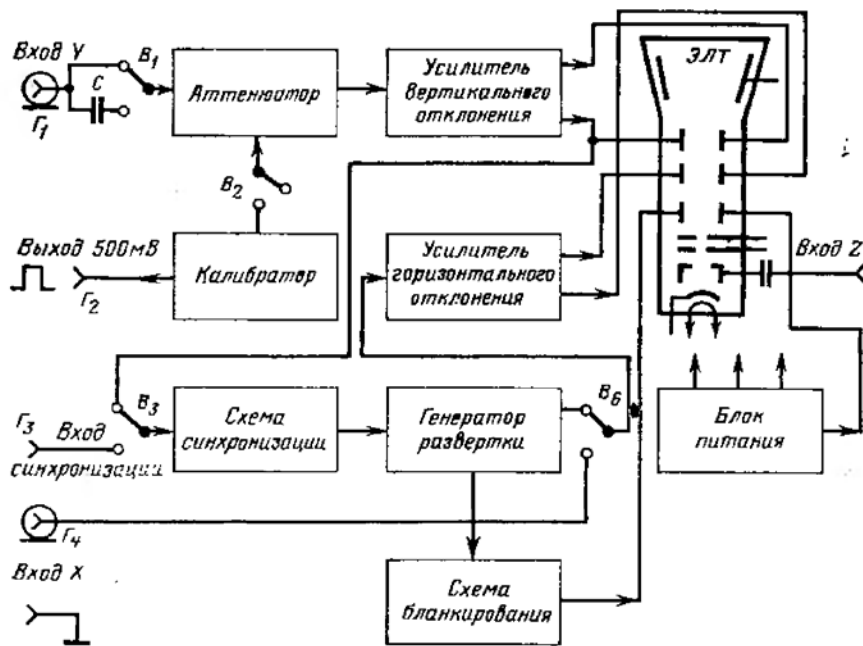 Вход У
В1
С
Г1
Аттенюатор
Усилитель
вертикального
отклонения
ЭЛТ
В2
Выход 500мВ
Г2
Калибратор
Усилитель
горизонтального
отклонения
Вход Z
Г3
Вход
синхронизации
В3
Схема
синхронизации
Генератор
развертки
В6
Блок
питания
Г4
Вход Х
Схема
бланкирования